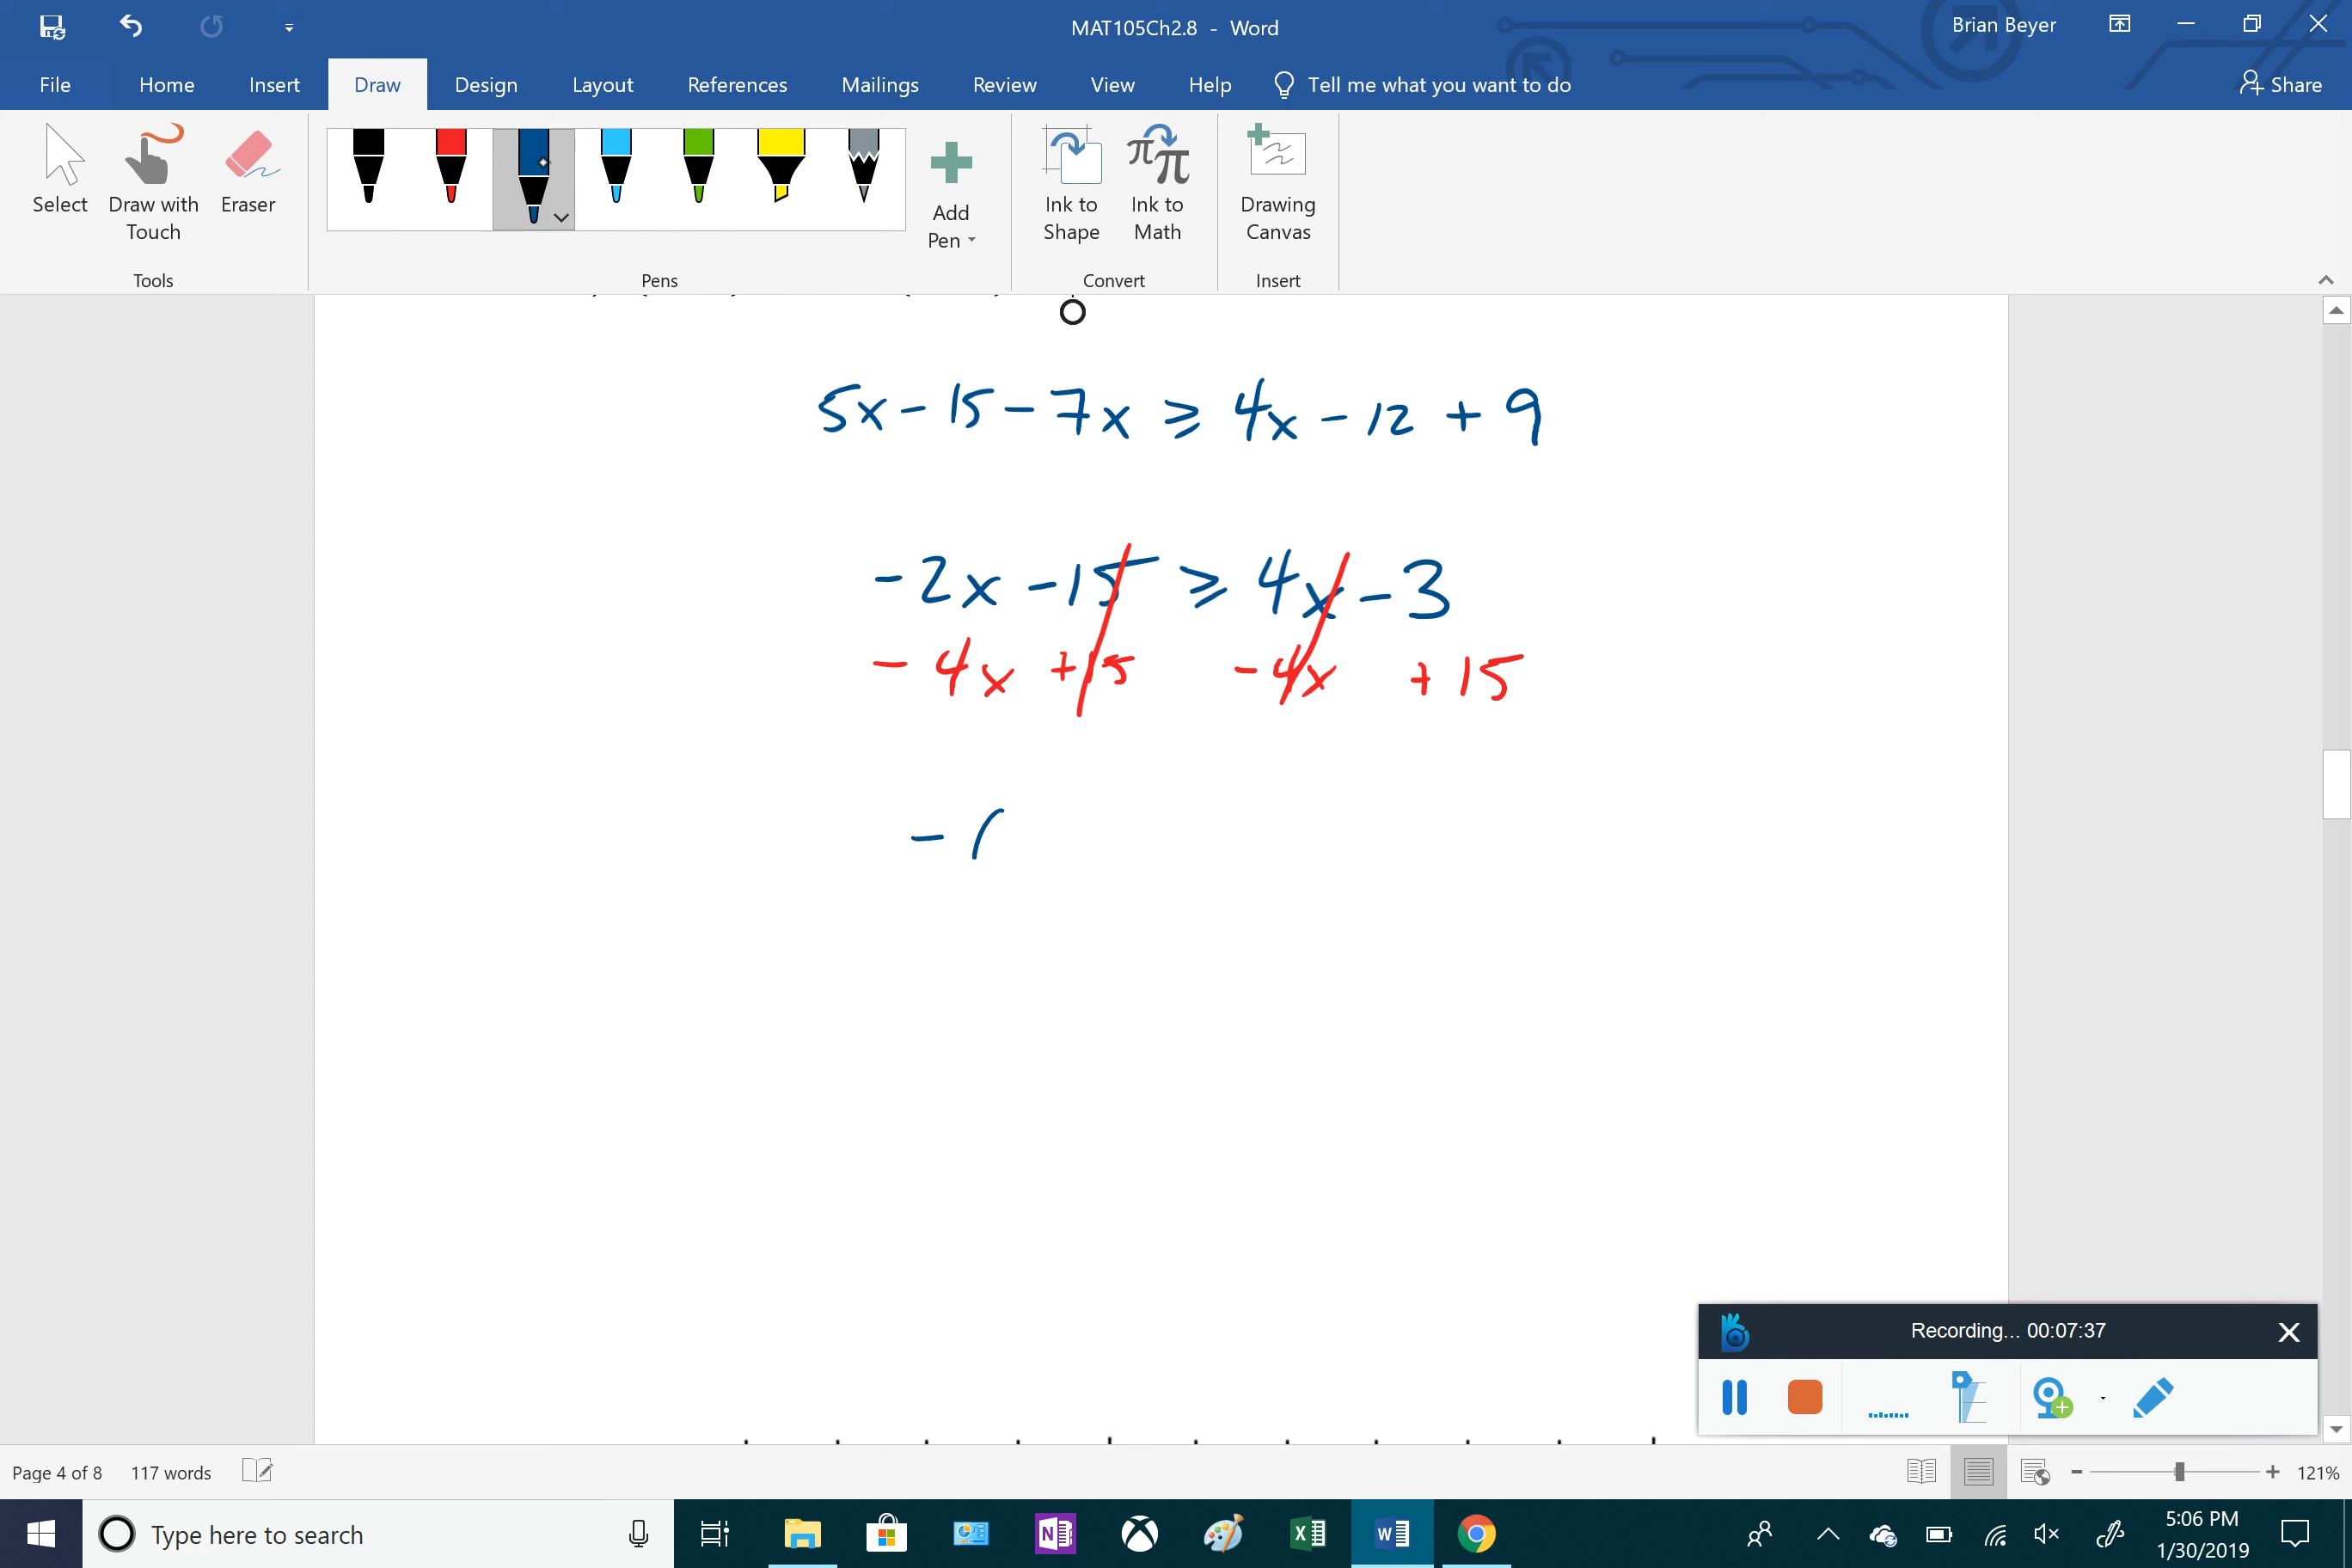 MAT105Ch2.8 - Word
Brian Beyer
File Home Insert Draw Design Layout References Mailings Review View Help Tell me what you want to do Share
Select Draw with Touch Eraser
Add Pen
Ink to Shape Ink to Math
Drawing Canvas
Tools Pens Convert Insert
5x - 15 - 7x ≥ 4x - 12 + 9
-2x - 15 ≥ 4x - 3
- 4x +15 -4x + 15
-
Recording... 00:07:37
Page 4 of 8 117 words 121%
Type here to search
5:06 PM
1/30/2019